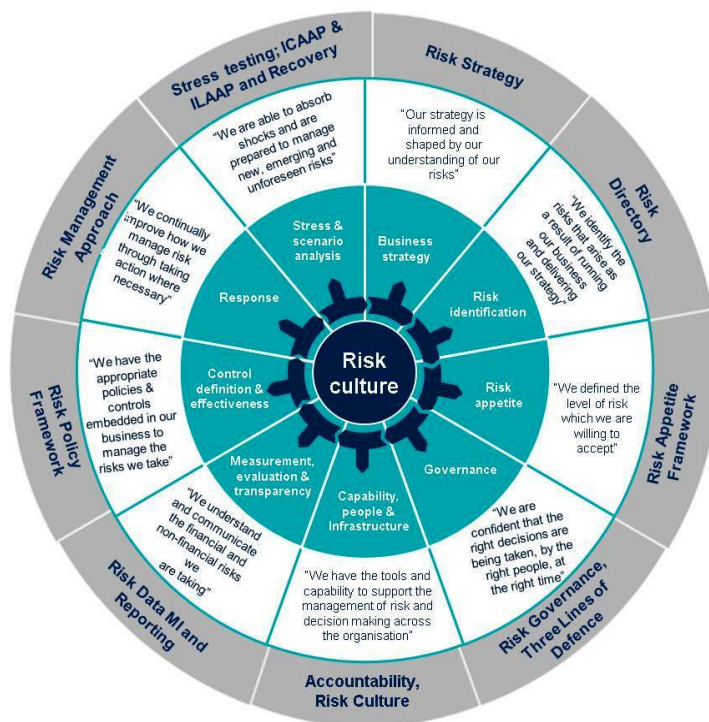 Stress testing; ICAAP &
ILAAP and Recovery
Risk Strategy
Risk
Directory
Risk Appetite
Framework
Risk Governance,
Three Lines of
Defence
Accountability,
Risk Culture
Risk Data MI and
Reporting
Risk Policy
Framework
Risk Management
Approach
"We are able to absorb
shocks and are
prepared to manage
new, emerging and
unforeseen risks"
"Our strategy is
informed and
shaped by our
understanding of our
risks"
"We identify the
risks that arise as
a result of running
our business
and delivering
our strategy"
"We defined the
level of risk
which we are
willing to
accept"
"We are
confident that the
right decisions are
being taken, by the
right people, at
the right time"
"We have the tools and
capability to support the
management of risk and
decision making across
the organisation"
"We understand
and communicate
the financial and
non-financial risks
we
are taking"
"We have the
appropriate
policies &
controls
embedded in our
business to
manage the
risks we take"
"We continually
improve how we
manage risk
through taking
action where
necessary"
Stress &
scenario
analysis
Business
strategy
Risk
identification
Risk
appetite
Governance
Capability,
people &
Infrastructure
Measurement,
evaluation &
transparency
Control
definition &
effectiveness
Response
Risk
culture